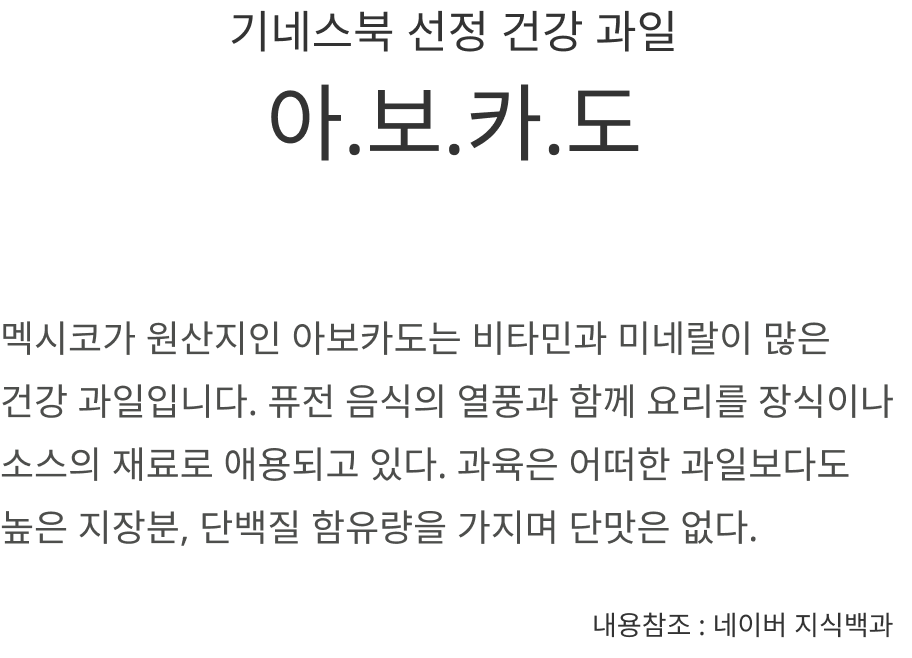 기네스북 선정 건강 과일
아.보.카.도
멕시코가 원산지인 아보카도는 비타민과 미네랄이 많은
건강 과일입니다. 퓨전 음식의 열풍과 함께 요리를 장식이나
소스의 재료로 애용되고 있다. 과육은 어떠한 과일보다도
높은 지장분, 단백질 함유량을 가지며 단맛은 없다.
내용참조 : 네이버 지식백과